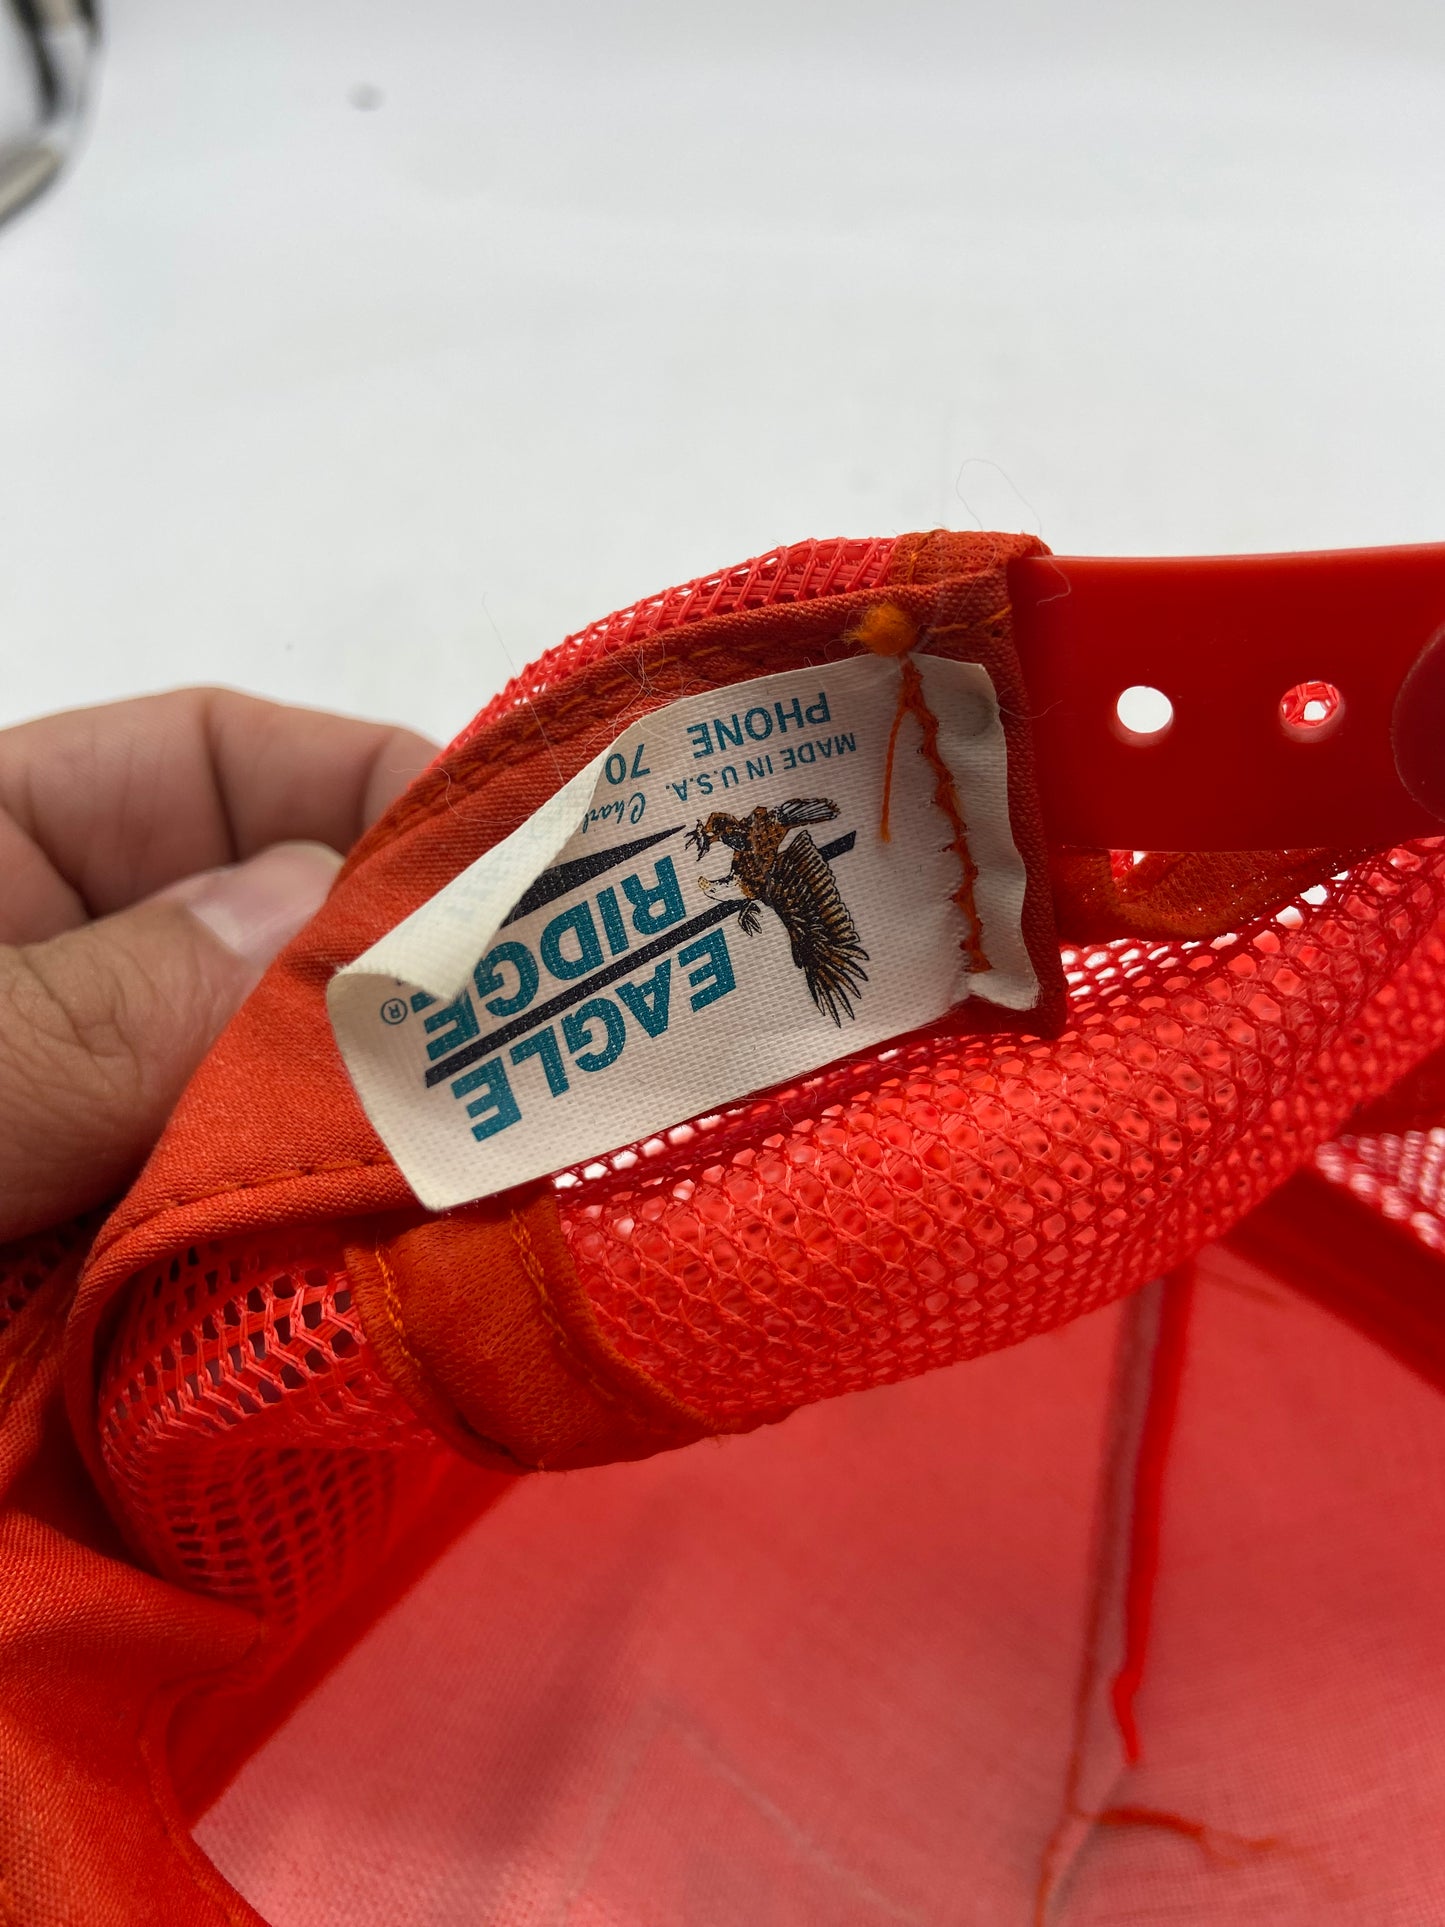 EAGLE
RIDGE®
MADE IN U.S.A.
PHONE 70